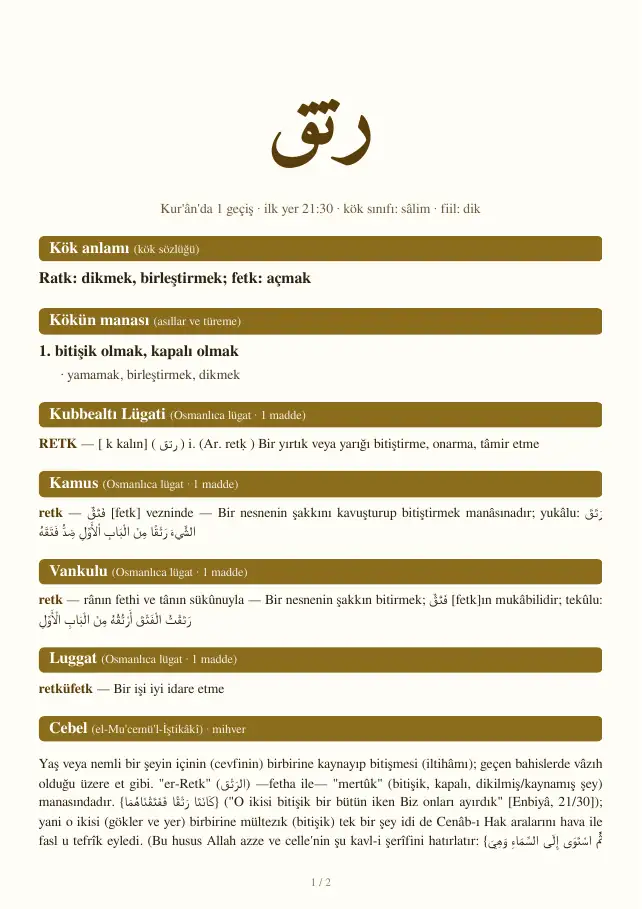 رتق
Kur'ân'da 1 geçiş · ilk yer 21:30 · kök sınıfı: sâlim · fiil: dik
Kök anlamı (kök sözlüğü)
Ratk: dikmek, birleştirmek; fetk: açmak
Kökün manası (asıllar ve türeme)
1. bitişik olmak, kapalı olmak
· yamamak, birleştirmek, dikmek
Kubbealtı Lügati (Osmanlıca lügat · 1 madde)
RETK — [ k kalın] ( رتق ) i. (Ar. retḳ ) Bir yırtık veya yarığı bitiştirme, onarma, tâmir etme
Kamus (Osmanlıca lügat · 1 madde)
retk — فَتْقٌ [fetk] vezninde — Bir nesnenin şakkını kavuşturup bitiştirmek manâsınadır; yukâlu: رَتَقَ
الشَّيْءَ رَتْقًا مِنَ الْبَابِ الْأَوَّلِ ضِدُّ فَتَقَهُ
Vankulu (Osmanlıca lügat · 1 madde)
retk — rânın fethi ve tânın sükûnuyla — Bir nesnenin şakkın bitirmek; فَتْقٌ [fetk]ın mukâbilidir; tekûlu:
رَتَقْتُ الْفَتْقَ أَرْتُقُهُ مِنَ الْبَابِ الْأَوَّلِ
Luggat (Osmanlıca lügat · 1 madde)
retküfetk — Bir işi iyi idare etme
Cebel (el-Mu'cemü'l-İştikâkî) · mihver
Yaş veya nemli bir şeyin içinin (cevfinin) birbirine kaynayıp bitişmesi (iltihâmı); geçen bahislerde vâzıh
olduğu üzere et gibi. "er-Retk" (الرَتْق) —fetha ile— "mertûk" (bitişik, kapalı, dikilmiş/kaynamış şey)
manasındadır. {كَانَتَا رَتْقًا فَفَتَقْنَاهُمَا} ("O ikisi bitişik bir bütün iken Biz onları ayırdık" [Enbiyâ, 21/30]);
yani o ikisi (gökler ve yer) birbirine mültezık (bitişik) tek bir şey idi de Cenâb-ı Hak aralarını hava ile
fasl u tefrîk eyledi. (Bu husus Allah azze ve celle'nin şu kavl-i şerîfini hatırlatır: {ثُمَّ اسْتَوَى إِلَى السَّمَاءِ وَهِيَ
1 / 2